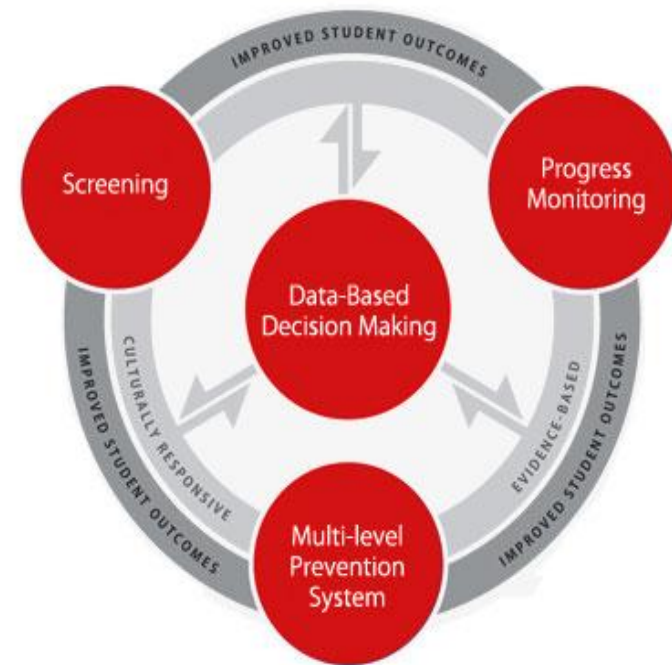 IMPROVED STUDENT OUTCOMES
Screening
Progress
Monitoring
Data-Based
Decision Making
IMPROVED STUDENT OUTCOMES
CULTURALLY RESPONSIVE
EVIDENCE-BASED
IMPROVED STUDENT OUTCOMES
Multi-level
Prevention
System